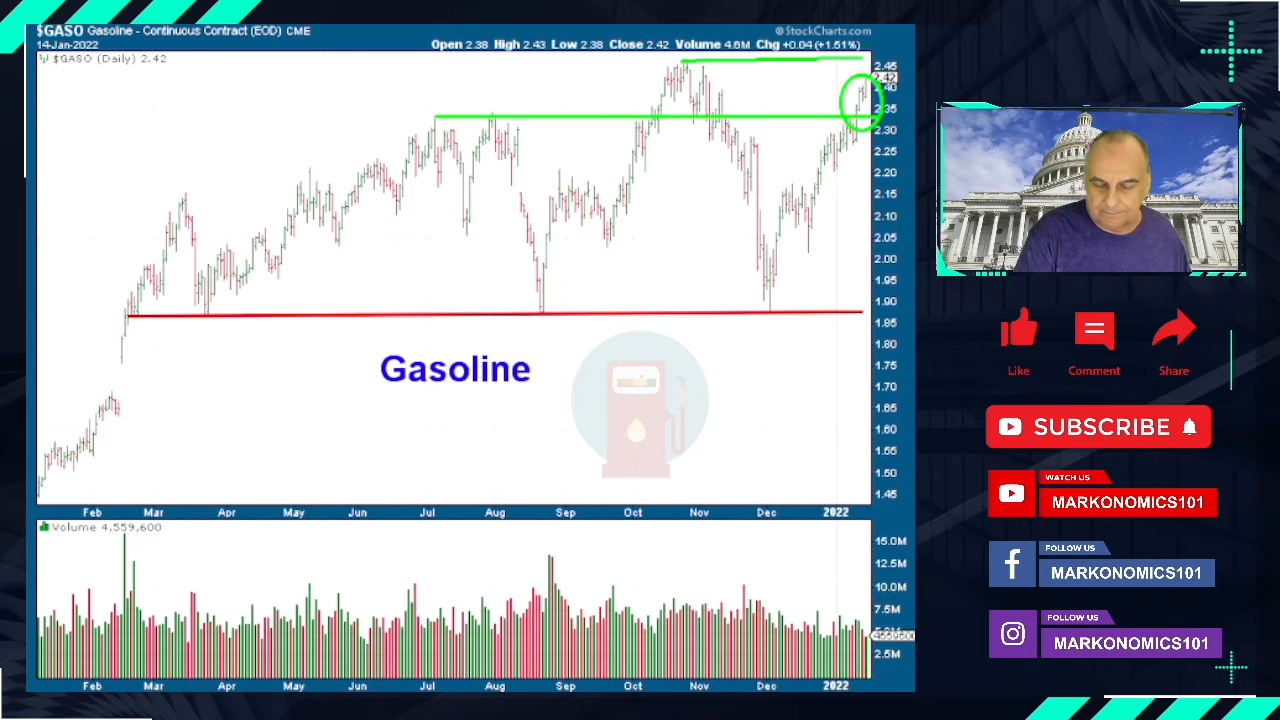 $GASO Gasoline - Continuous Contract (EOD) CME
© StockCharts.com
14-Jan-2022
Open 2.38 High 2.43 Low 2.38 Close 2.42 Volume 4.6M Chg +0.04 (+1.51%)
$GASO (Daily) 2.42
2.45
2.42
2.40
2.35
2.30
2.25
2.20
2.15
2.10
2.05
2.00
1.95
1.90
1.85
1.80
1.75
1.70
1.65
1.60
1.55
1.50
1.45
Gasoline
Feb Mar Apr May Jun Jul Aug Sep Oct Nov Dec 2022
Volume 4,559,600
15.0M
12.5M
10.0M
7.5M
4559600
2.5M
Feb Mar Apr May Jun Jul Aug Sep Oct Nov Dec 2022
Like
Comment
Share
SUBSCRIBE
WATCH US
MARKONOMICS101
FOLLOW US
MARKONOMICS101
FOLLOW US
MARKONOMICS101